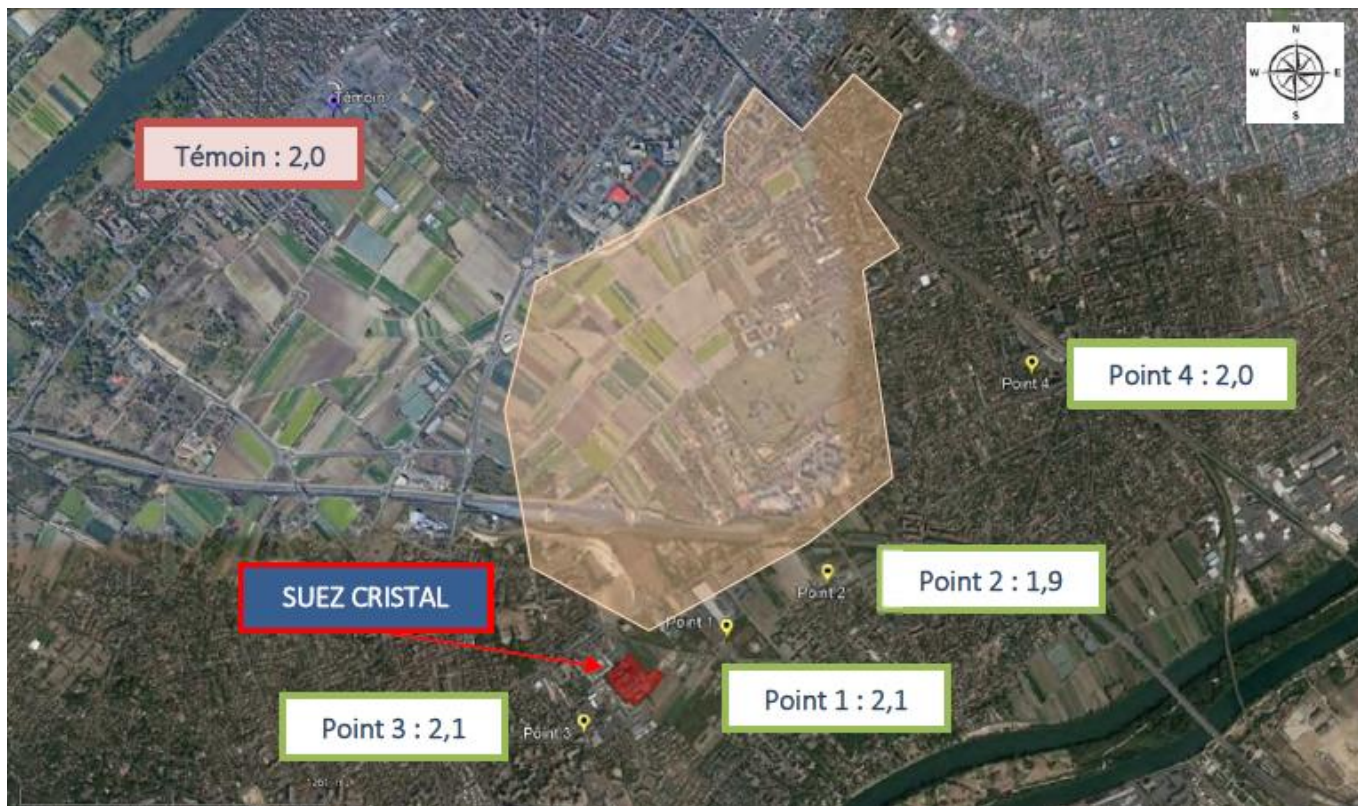 N
W E
S
Témoin
Témoin : 2,0
Point 4
Point 4 : 2,0
SUEZ CRISTAL
Point 2
Point 2 : 1,9
Point 1
Point 1 : 2,1
Point 3
Point 3 : 2,1